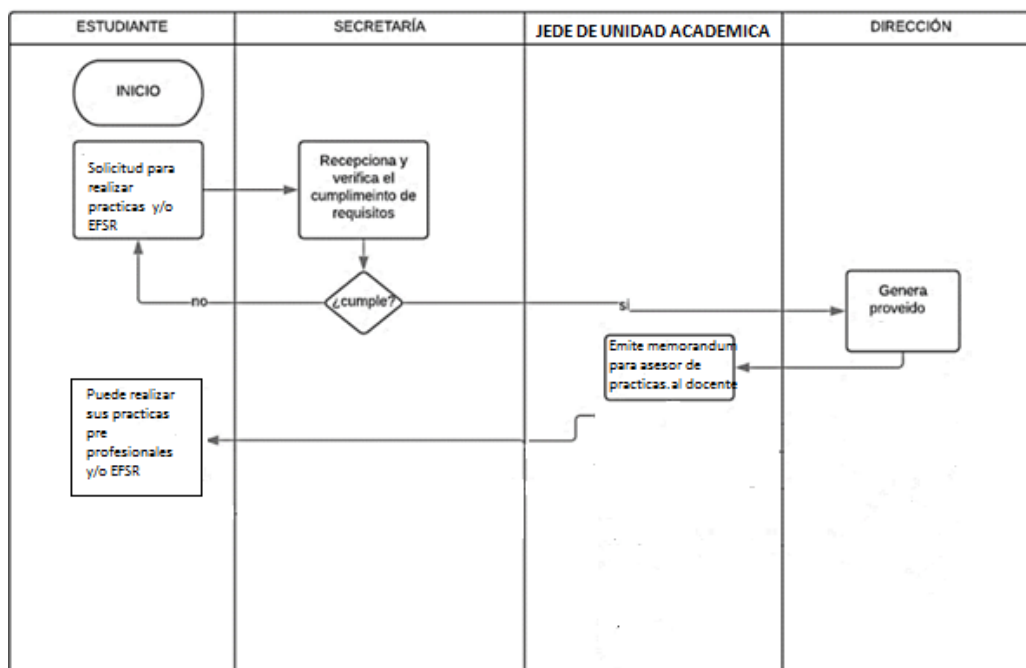 ESTUDIANTE
SECRETARÍA
JEDE DE UNIDAD ACADEMICA
DIRECCIÓN
INICIO
Solicitud para
realizar
practicas y/o
EFSR
Recepciona y
verifica el
cumplimeinto de
requisitos
¿cumple?
no
si
Genera
proveido
Emite memorandum
para asesor de
practicas.al docente
Puede realizar
sus practicas
pre
profesionales
y/o EFSR